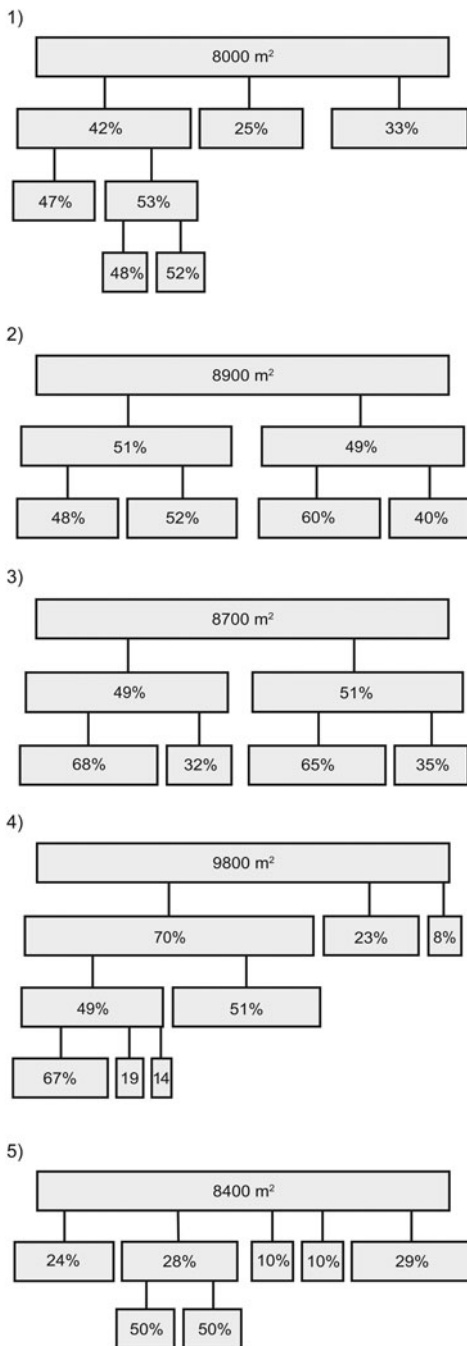 1)
8000 m²
42% 25% 33%
47% 53%
48% 52%
2)
8900 m²
51% 49%
48% 52% 60% 40%
3)
8700 m²
49% 51%
68% 32% 65% 35%
4)
9800 m²
70% 23% 8%
49% 51%
67% 19 14
5)
8400 m²
24% 28% 10% 10% 29%
50% 50%